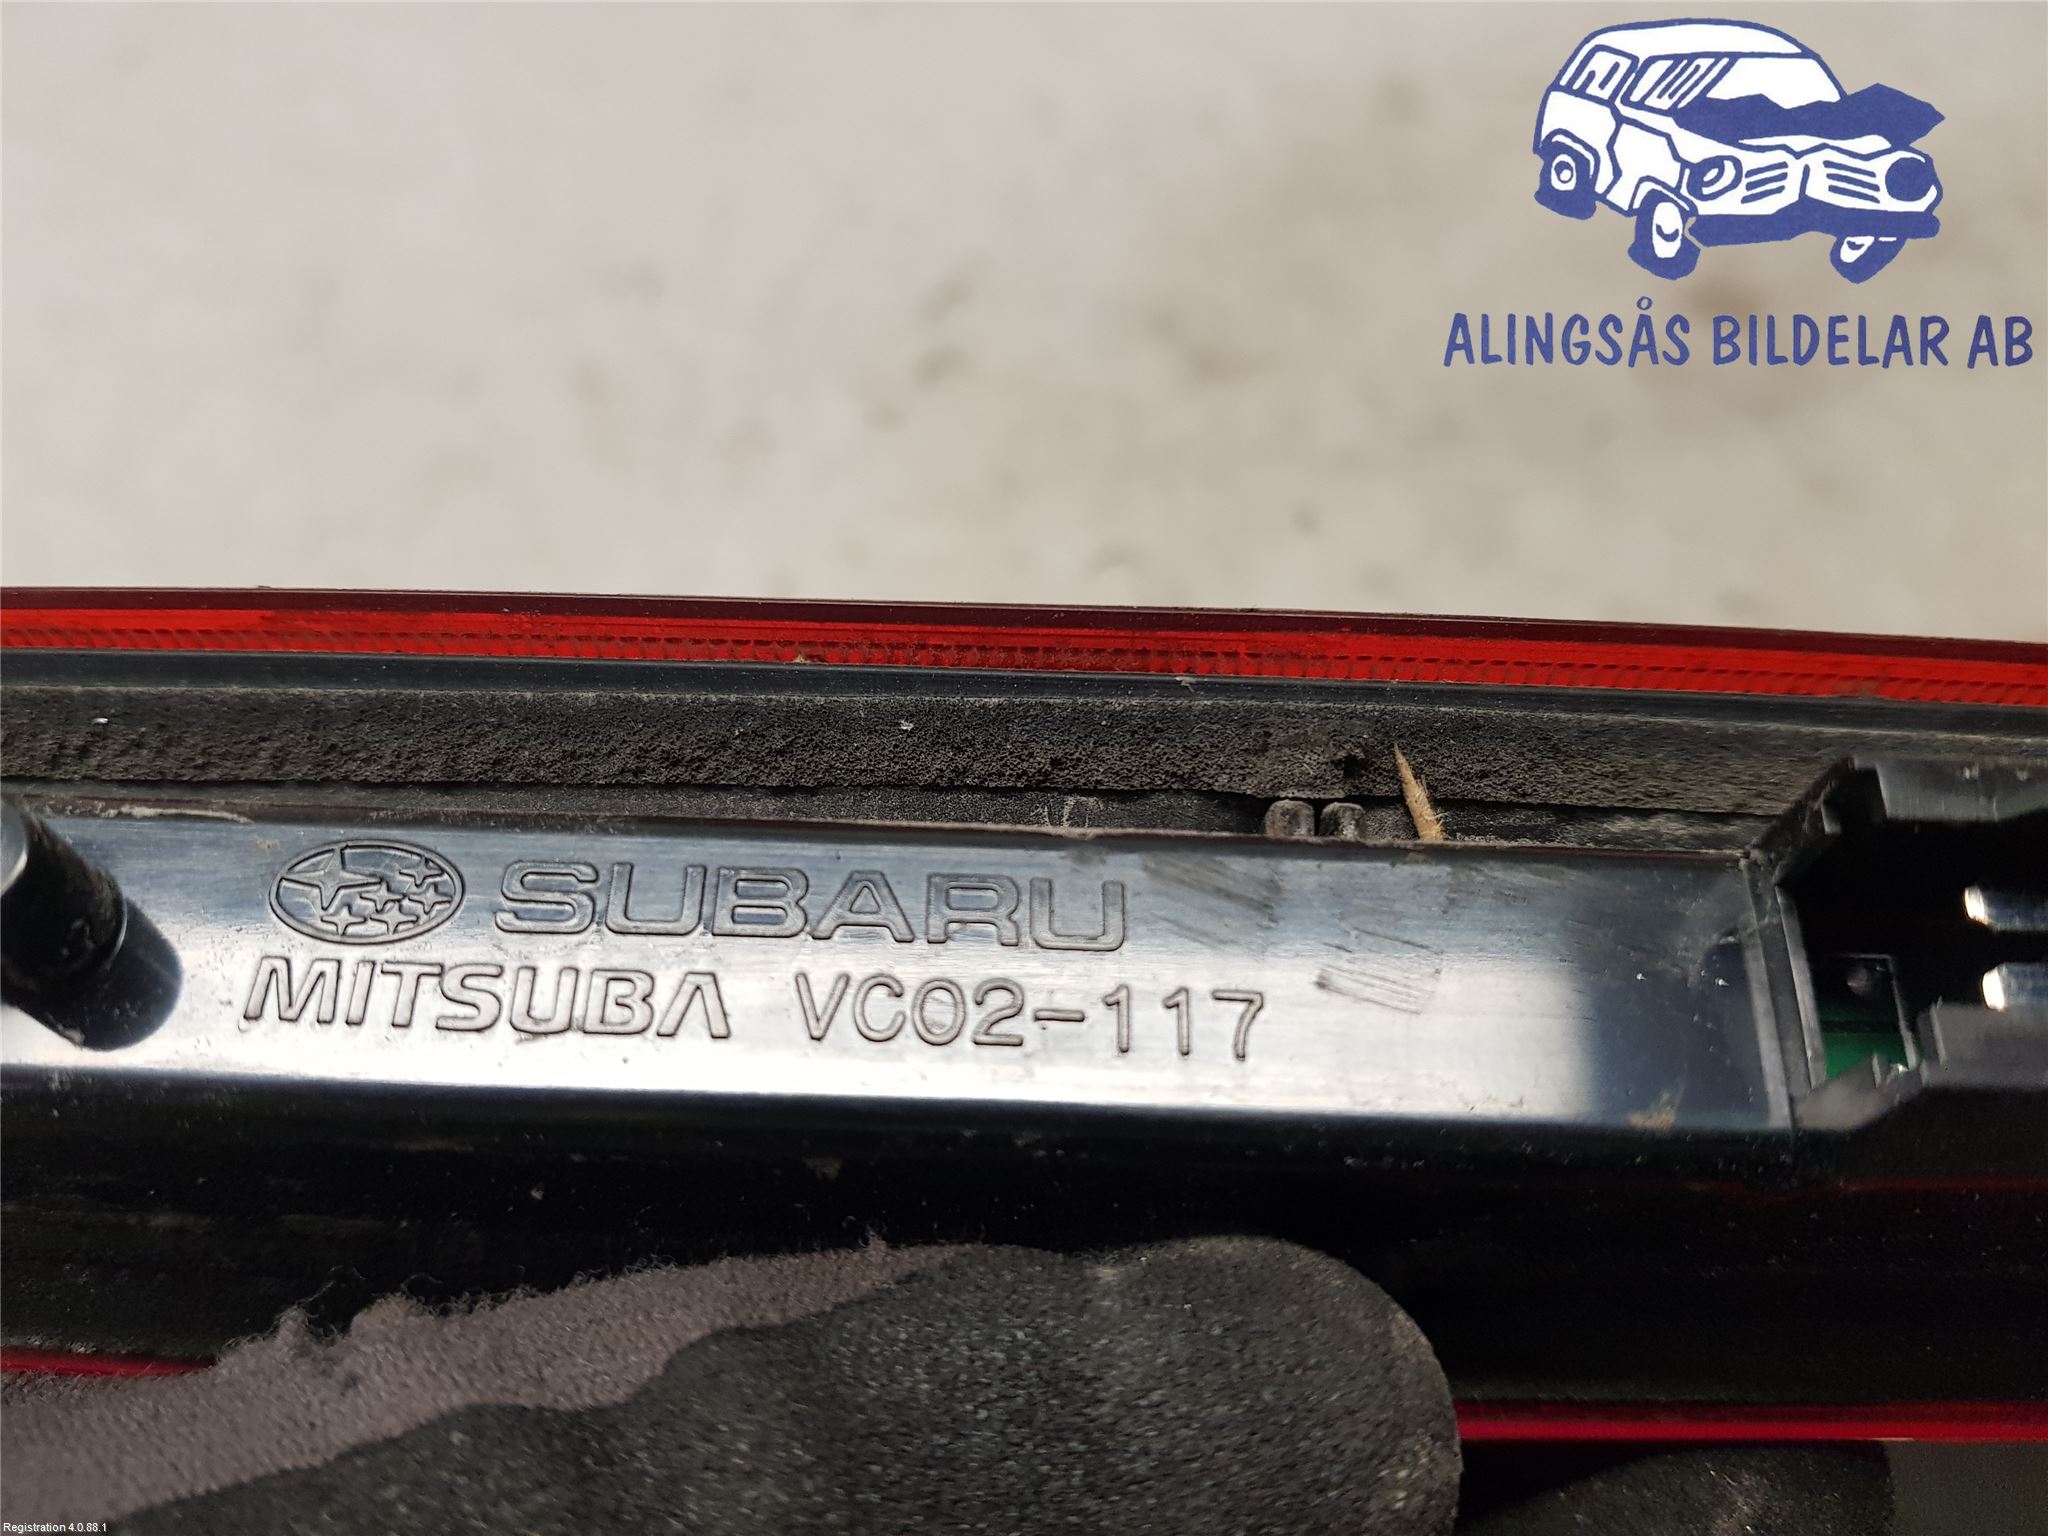 ALINGSÅS BILDELAR AB
SUBARU
MITSUBA VC02-117
Registration 4.0.88.1